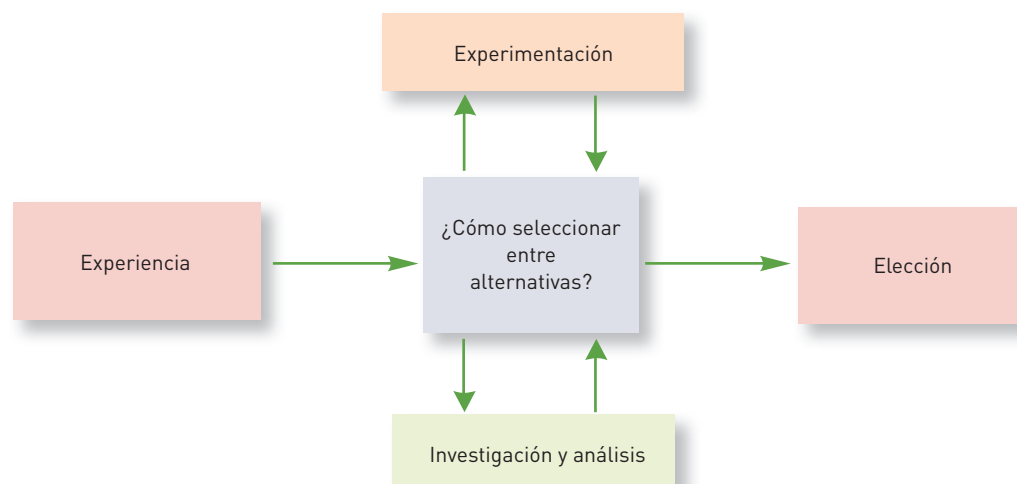 Experimentación
Experiencia
¿Cómo seleccionar
entre
alternativas?
Elección
Investigación y análisis